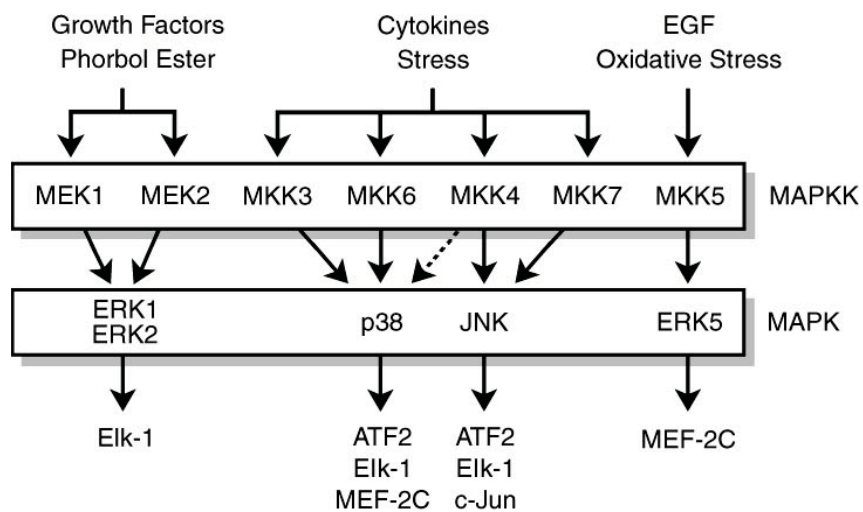 Growth Factors
Phorbol Ester
Cytokines
Stress
EGF
Oxidative Stress
MEK1 MEK2 MKK3 MKK6 MKK4 MKK7 MKK5 MAPKK
ERK1
ERK2
p38 JNK ERK5 MAPK
Elk-1
ATF2
Elk-1
MEF-2C
ATF2
Elk-1
c-Jun
MEF-2C